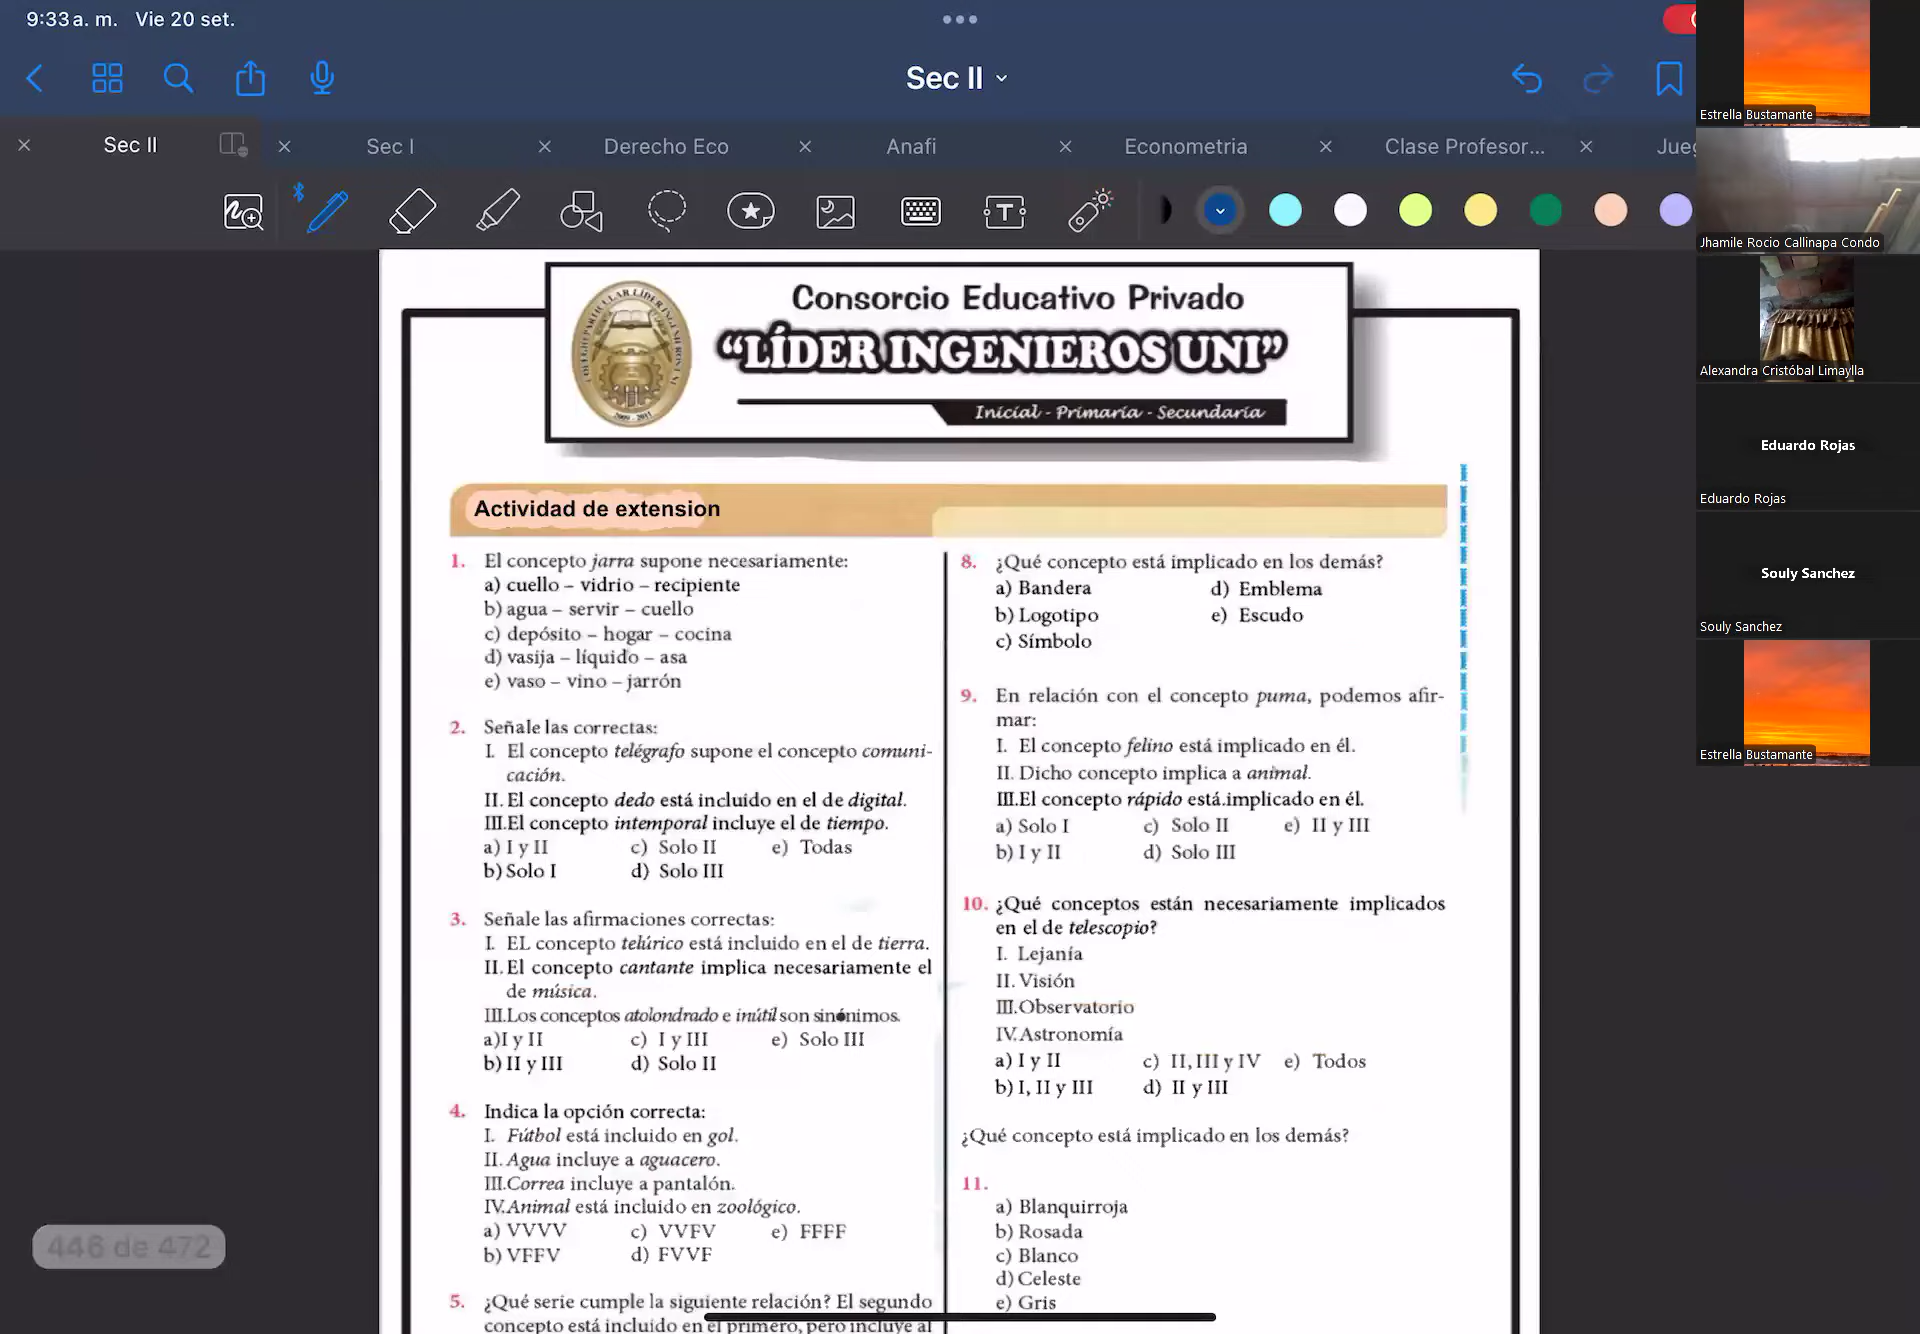 9:33 a. m. Vie 20 set.
Sec II
Sec II
Sec I
Derecho Eco
Anafi
Econometria
Clase Profesor...
Estrella Bustamante
Jhamile Rocio Callinapa Condo
Alexandra Cristóbal Limaylla
Eduardo Rojas
Eduardo Rojas
Souly Sanchez
Souly Sanchez
Estrella Bustamante
Consorcio Educativo Privado
“LÍDER INGENIEROS UNI”
Inicial - Primaria - Secundaria
Actividad de extension
1. El concepto jarra supone necesariamente:
a) cuello – vidrio – recipiente
b) agua – servir – cuello
c) depósito – hogar – cocina
d) vasija – líquido – asa
e) vaso – vino – jarrón
2. Señale las correctas:
I. El concepto telégrafo supone el concepto comuni-
cación.
II. El concepto dedo está incluido en el de digital.
III.El concepto intemporal incluye el de tiempo.
a) I y II c) Solo II e) Todas
b) Solo I d) Solo III
3. Señale las afirmaciones correctas:
I. EL concepto telúrico está incluido en el de tierra.
II. El concepto cantante implica necesariamente el
de música.
III.Los conceptos atolondrado e inútil son sinónimos.
a)I y II c) I y III e) Solo III
b) II y III d) Solo II
4. Indica la opción correcta:
I. Fútbol está incluido en gol.
II. Agua incluye a aguacero.
III.Correa incluye a pantalón.
IV.Animal está incluido en zoológico.
a) VVVV c) VVFV e) FFFF
b) VFFV d) FVVF
5. ¿Qué serie cumple la siguiente relación? El segundo
concepto está incluido en el primero, pero incluye al
8. ¿Qué concepto está implicado en los demás?
a) Bandera d) Emblema
b) Logotipo e) Escudo
c) Símbolo
9. En relación con el concepto puma, podemos afir-
mar:
I. El concepto felino está implicado en él.
II. Dicho concepto implica a animal.
III.El concepto rápido está.implicado en él.
a) Solo I c) Solo II e) II y III
b) I y II d) Solo III
10. ¿Qué conceptos están necesariamente implicados
en el de telescopio?
I. Lejanía
II. Visión
III.Observatorio
IV.Astronomía
a) I y II c) II, III y IV e) Todos
b) I, II y III d) II y III
¿Qué concepto está implicado en los demás?
11.
a) Blanquirroja
b) Rosada
c) Blanco
d) Celeste
e) Gris
446 de 472